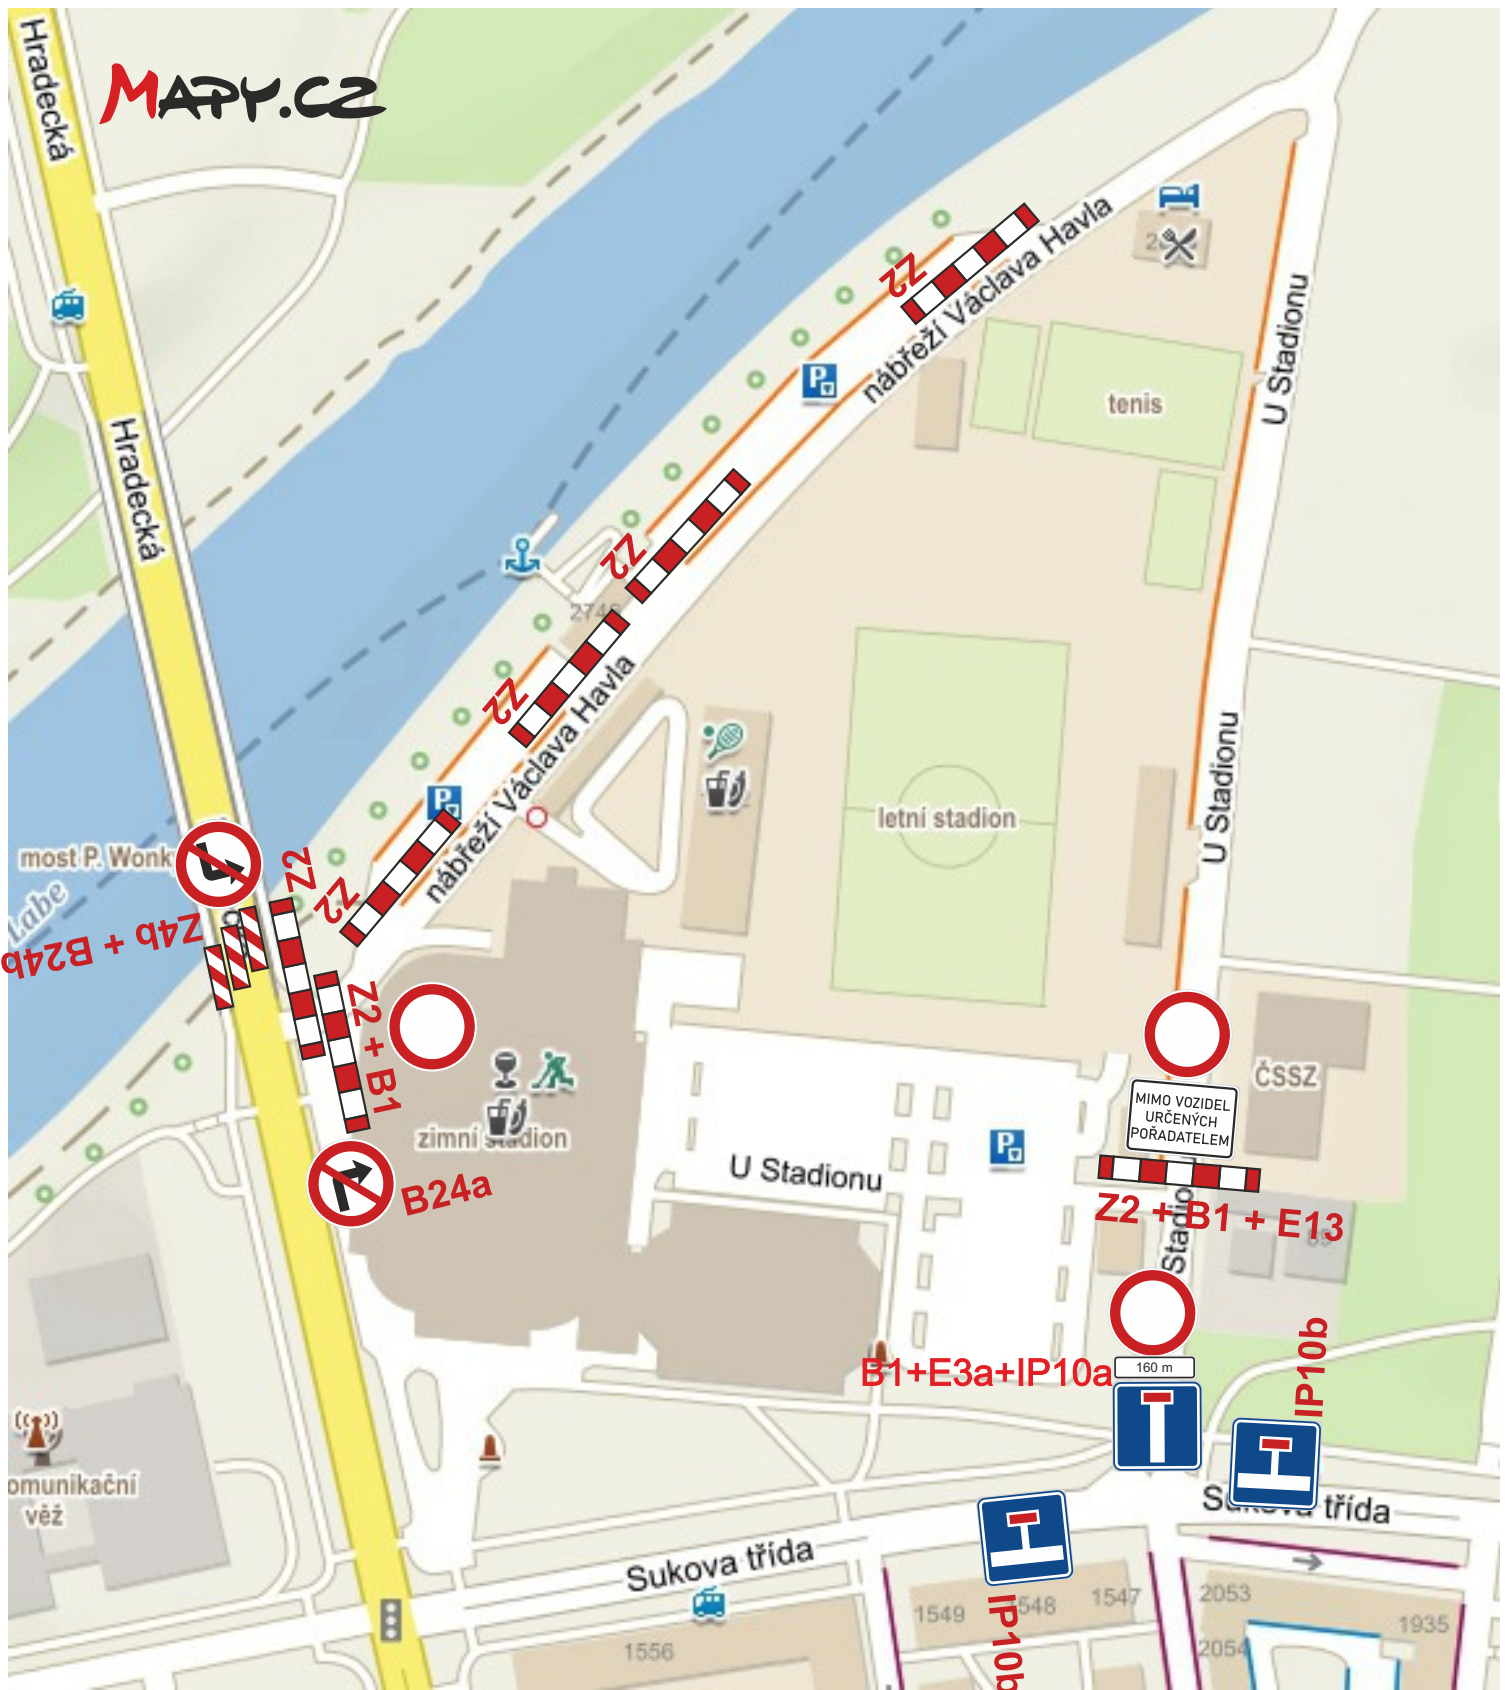 Hradecká
MAPY.CZ
Hradecká
nábřeží Václava Havla
Z2
U Stadionu
tenis
Z2
2748
Z2
nábřeží Václava Havla
U Stadionu
letní stadion
most P. Wonk
Z2
Z2
Labe
Z4b + B24b
Z2 + B1
zimní stadion
ČSSZ
MIMO VOZIDEL
URČENÝCH
POŘADATELEM
U Stadionu
B24a
Z2 + B1 + E13
Stadio
B1+E3a+IP10a
160 m
IP10b
omunikační
věž
Sukova třída
Sukova třída
IP10b
1549
1548
1547
2053
1935
2054
1556